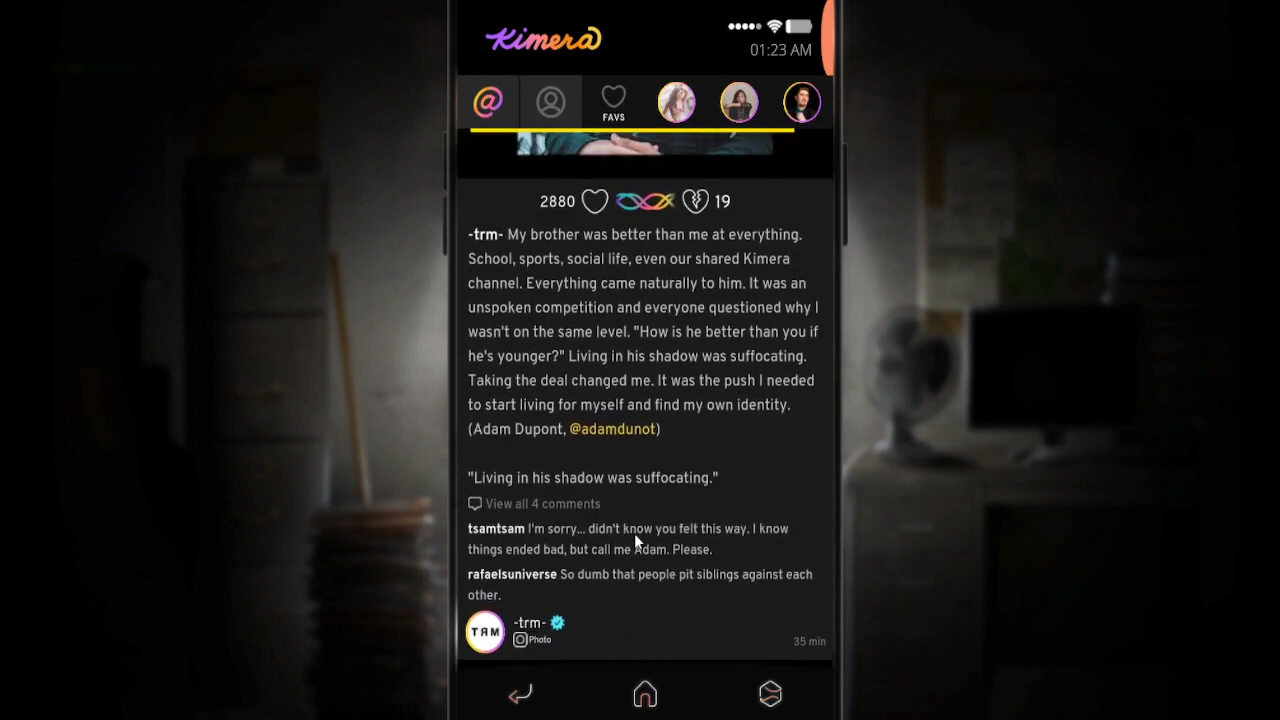 Kimera
01:23 AM
@
FAVS
2880 19
-trm- My brother was better than me at everything.
School, sports, social life, even our shared Kimera
channel. Everything came naturally to him. It was an
unspoken competition and everyone questioned why I
wasn't on the same level. "How is he better than you if
he's younger?" Living in his shadow was suffocating.
Taking the deal changed me. It was the push I needed
to start living for myself and find my own identity.
(Adam Dupont, @adamdunot)
"Living in his shadow was suffocating."
View all 4 comments
tsamtsam I'm sorry... didn't know you felt this way. I know
things ended bad, but call me Adam. Please.
rafaelsuniverse So dumb that people pit siblings against each
other.
TЯM
-trm-
Photo
35 min